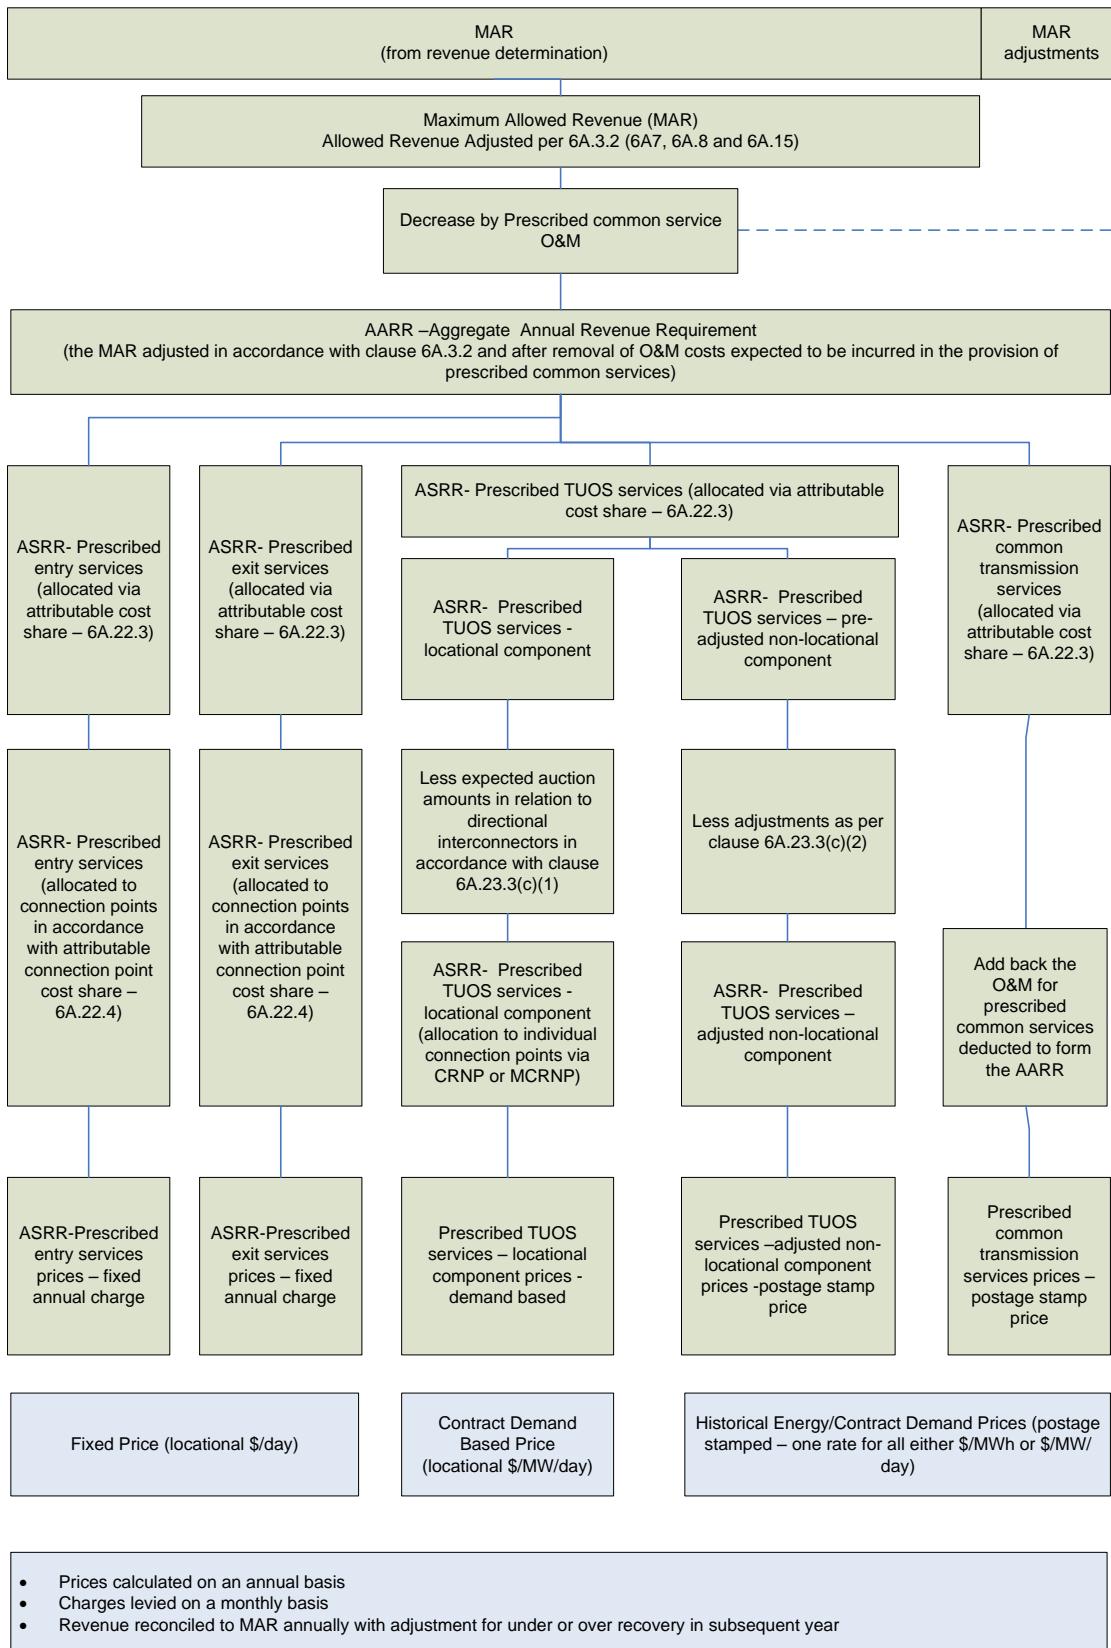 MAR
(from revenue determination)
MAR
adjustments
Maximum Allowed Revenue (MAR)
Allowed Revenue Adjusted per 6A.3.2 (6A7, 6A.8 and 6A.15)
Decrease by Prescribed common service
O&M
AARR –Aggregate Annual Revenue Requirement
(the MAR adjusted in accordance with clause 6A.3.2 and after removal of O&M costs expected to be incurred in the provision of
prescribed common services)
ASRR- Prescribed
entry services
(allocated via
attributable cost
share – 6A.22.3)
ASRR- Prescribed
exit services
(allocated via
attributable cost
share – 6A.22.3)
ASRR- Prescribed TUOS services (allocated via attributable
cost share – 6A.22.3)
ASRR- Prescribed
TUOS services -
locational component
ASRR- Prescribed
TUOS services – pre-
adjusted non-locational
component
ASRR- Prescribed
common
transmission
services
(allocated via
attributable cost
share – 6A.22.3)
ASRR- Prescribed
entry services
(allocated to
connection points
in accordance
with attributable
connection point
cost share –
6A.22.4)
ASRR- Prescribed
exit services
(allocated to
connection points
in accordance
with attributable
connection point
cost share –
6A.22.4)
Less expected auction
amounts in relation to
directional
interconnectors in
accordance with clause
6A.23.3(c)(1)
Less adjustments as per
clause 6A.23.3(c)(2)
ASRR- Prescribed
TUOS services -
locational component
(allocation to individual
connection points via
CRNP or MCRNP)
ASRR- Prescribed
TUOS services –
adjusted non-locational
component
Add back the
O&M for
prescribed
common services
deducted to form
the AARR
ASRR-Prescribed
entry services
prices – fixed
annual charge
ASRR-Prescribed
exit services
prices – fixed
annual charge
Prescribed TUOS
services – locational
component prices -
demand based
Prescribed TUOS
services –adjusted non-
locational component
prices -postage stamp
price
Prescribed
common
transmission
services prices –
postage stamp
price
Fixed Price (locational $/day)
Contract Demand
Based Price
(locational $/MW/day)
Historical Energy/Contract Demand Prices (postage
stamped – one rate for all either $/MWh or $/MW/
day)
• Prices calculated on an annual basis
• Charges levied on a monthly basis
• Revenue reconciled to MAR annually with adjustment for under or over recovery in subsequent year